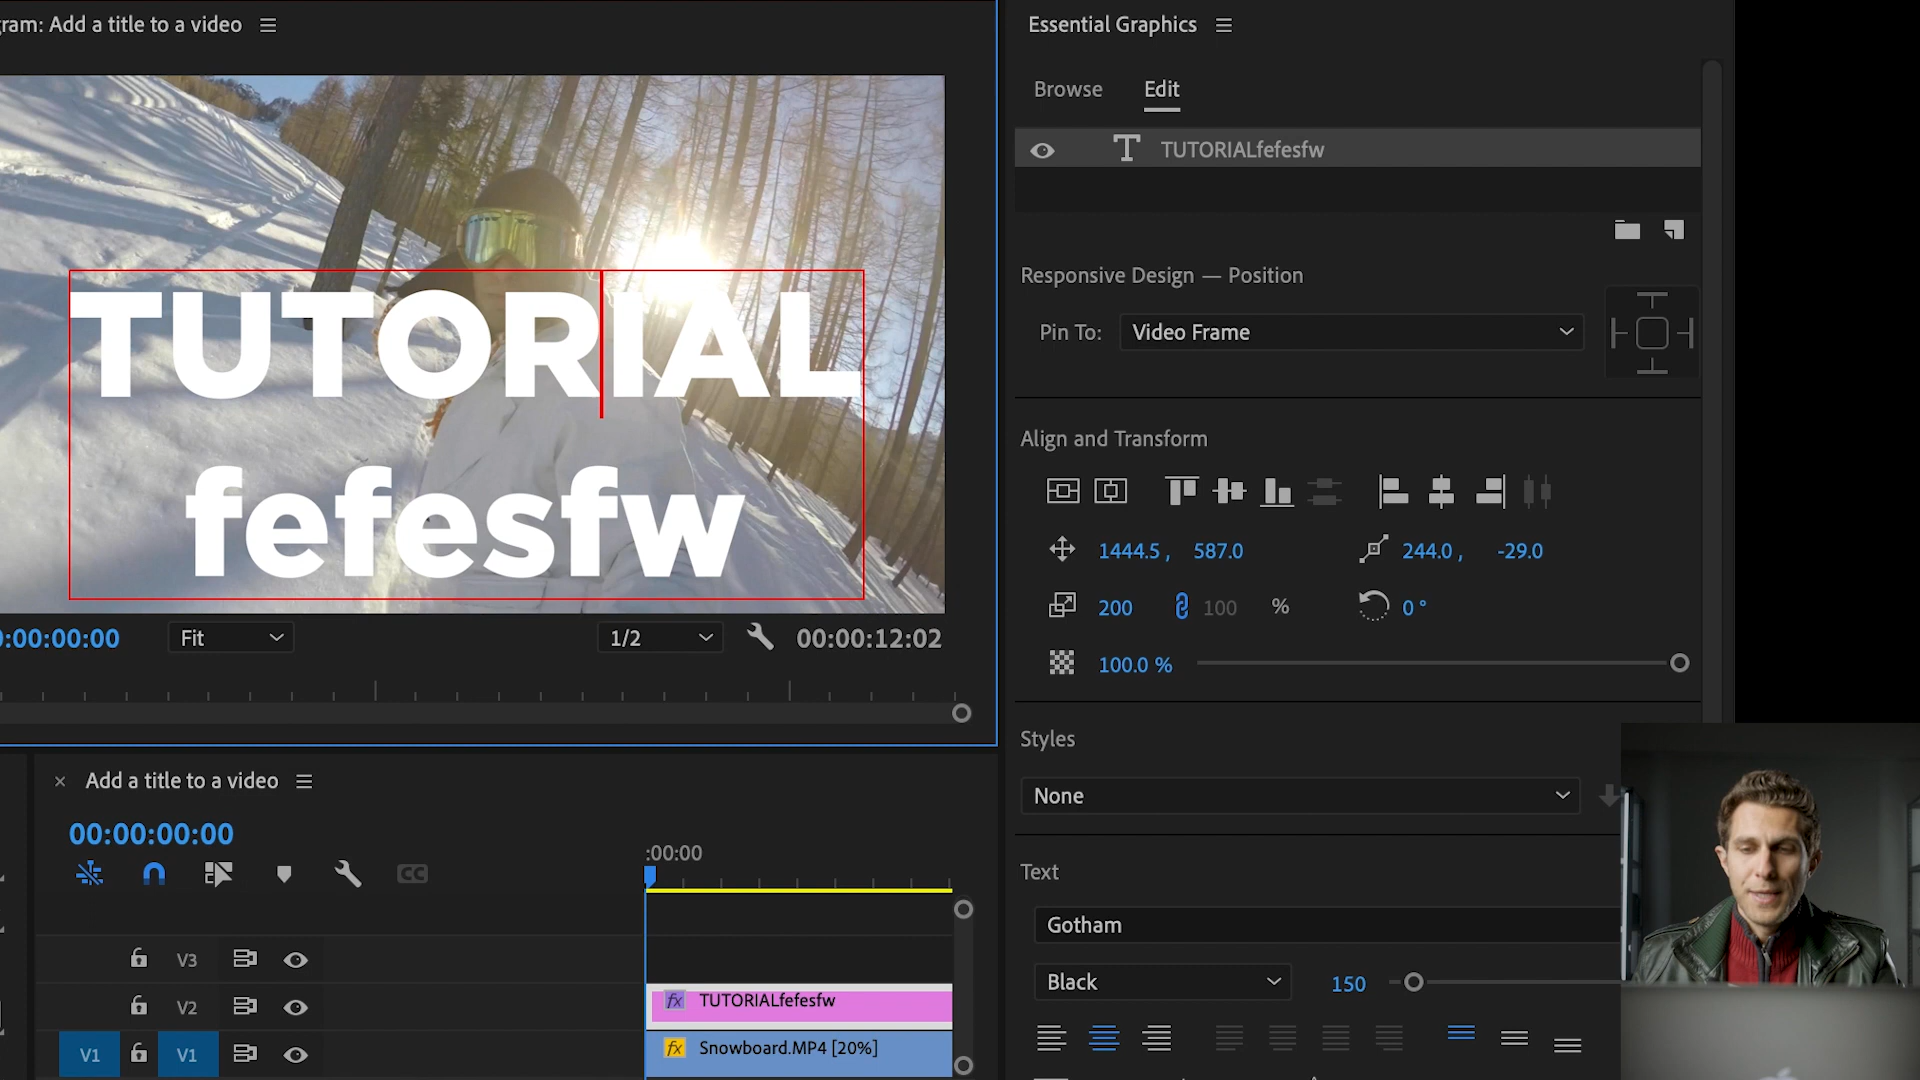 ram: Add a title to a video
Essential Graphics
Browse Edit
TUTORIALfefesfw
Responsive Design — Position
Pin To: Video Frame
TUTORIAL
fefesfw
Align and Transform
1444.5 , 587.0 244.0 , -29.0
200 100 % 0 °
100.0 %
:00:00:00 Fit 1/2 00:00:12:02
Styles
None
Add a title to a video
00:00:00:00
CC
:00:00
Text
Gotham
Black 150
V3
V2 fx TUTORIALfefesfw
V1 V1 fx Snowboard.MP4 [20%]